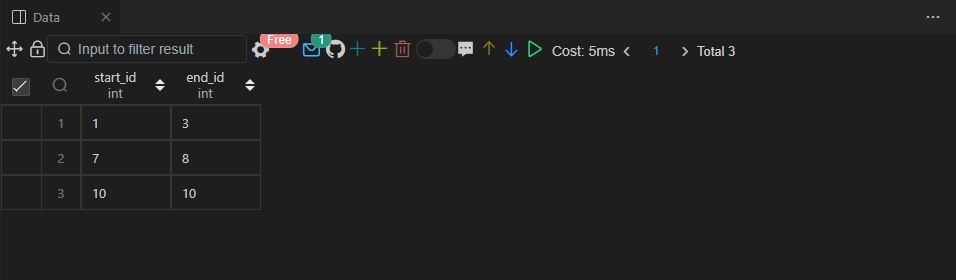 Data
Input to filter result Free 1 Cost: 5ms 1 Total 3
start_id end_id
int int
1 1 3
2 7 8
3 10 10